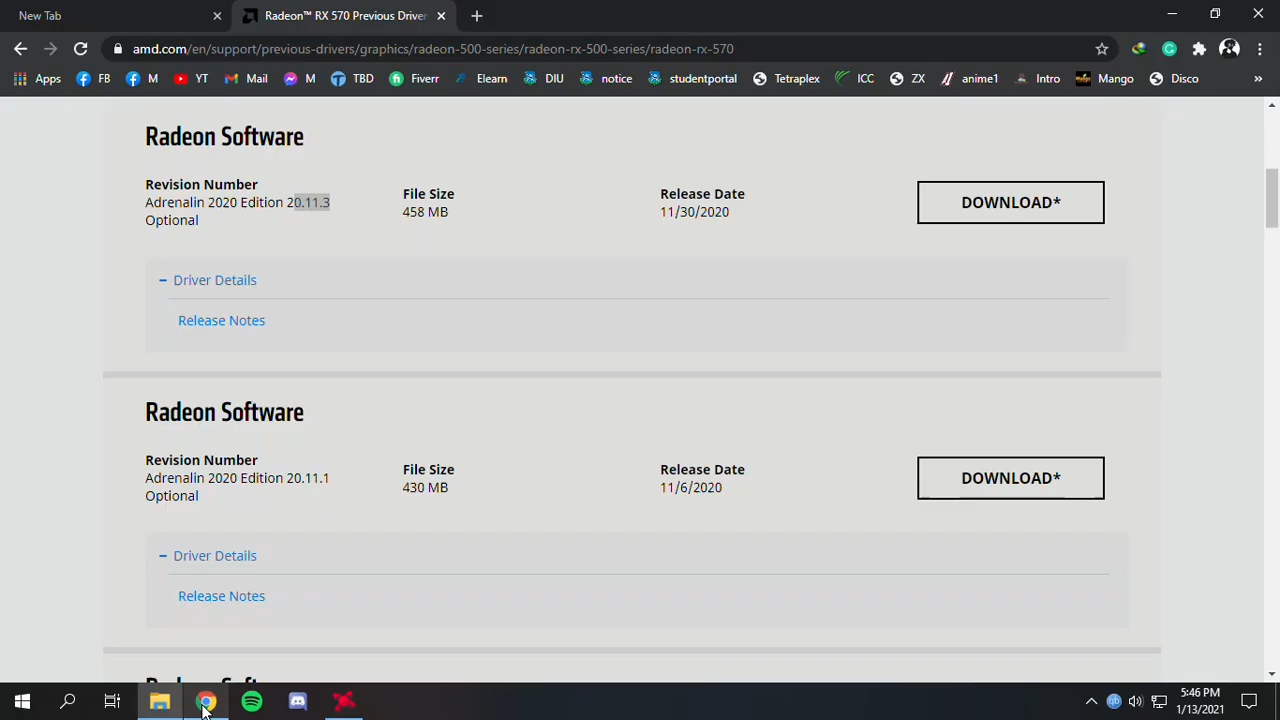 New Tab
Radeon™ RX 570 Previous Driver
amd.com/en/support/previous-drivers/graphics/radeon-500-series/radeon-rx-500-series/radeon-rx-570
Apps FB M YT Mail M TBD Fiverr Elearn DIU notice studentportal Tetraplex ICC ZX anime1 Intro Mango Disco »
Radeon Software
Revision Number
Adrenalin 2020 Edition 20.11.3
Optional
File Size
458 MB
Release Date
11/30/2020
DOWNLOAD*
Driver Details
Release Notes
Radeon Software
Revision Number
Adrenalin 2020 Edition 20.11.1
Optional
File Size
430 MB
Release Date
11/6/2020
DOWNLOAD*
Driver Details
Release Notes
5:46 PM
1/13/2021